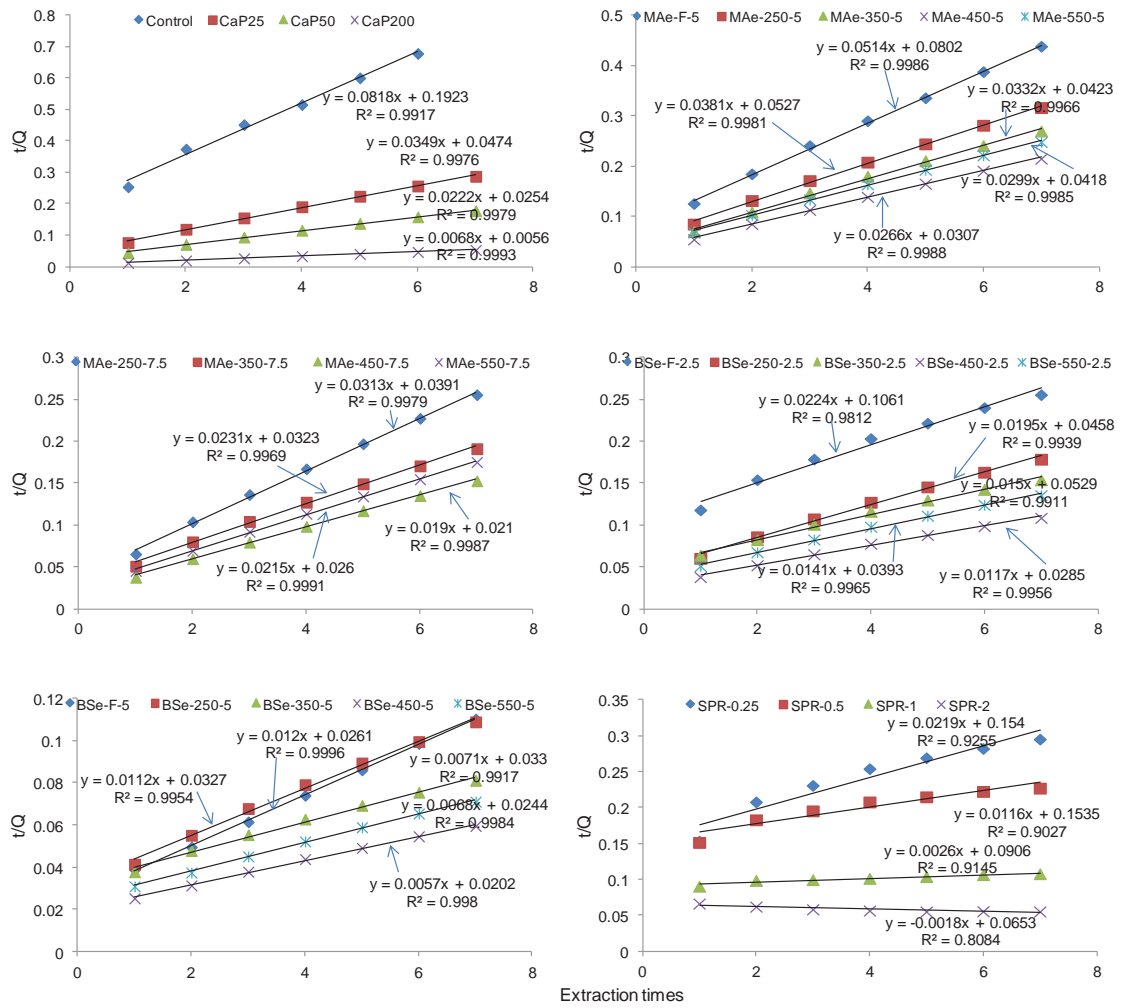 Control CaP25 CaP50 CaP200
0.8
0.7
0.6
0.5
0.4
0.3
0.2
0.1
0
t/Q
y = 0.0818x + 0.1923
R² = 0.9917
y = 0.0349x + 0.0474
R² = 0.9976
y = 0.0222x + 0.0254
R² = 0.9979
y = 0.0068x + 0.0056
R² = 0.9993
0 2 4 6 8
MAe-F-5 MAe-250-5 MAe-350-5 MAe-450-5 MAe-550-5
0.5
0.4
0.3
0.2
0.1
0
t/Q
y = 0.0514x + 0.0802
R² = 0.9986
y = 0.0332x + 0.0423
R² = 0.9966
y = 0.0381x + 0.0527
R² = 0.9981
y = 0.0299x + 0.0418
R² = 0.9985
y = 0.0266x + 0.0307
R² = 0.9988
0 2 4 6 8
MAe-250-7.5 MAe-350-7.5 MAe-450-7.5 MAe-550-7.5
0.3
0.25
0.2
0.15
0.1
0.05
0
t/Q
y = 0.0313x + 0.0391
R² = 0.9979
y = 0.0231x + 0.0323
R² = 0.9969
y = 0.019x + 0.021
R² = 0.9987
y = 0.0215x + 0.026
R² = 0.9991
0 2 4 6 8
BSe-F-2.5 BSe-250-2.5 BSe-350-2.5 BSe-450-2.5 BSe-550-2.5
0.3
0.25
0.2
0.15
0.1
0.05
0
t/Q
y = 0.0224x + 0.1061
R² = 0.9812
y = 0.0195x + 0.0458
R² = 0.9939
y = 0.015x + 0.0529
R² = 0.9911
y = 0.0141x + 0.0393
R² = 0.9965
y = 0.0117x + 0.0285
R² = 0.9956
0 2 4 6 8
BSe-F-5 BSe-250-5 BSe-350-5 BSe-450-5 BSe-550-5
0.12
0.1
0.08
0.06
0.04
0.02
0
t/Q
y = 0.012x + 0.0261
R² = 0.9996
y = 0.0071x + 0.033
R² = 0.9917
y = 0.0112x + 0.0327
R² = 0.9954
y = 0.0068x + 0.0244
R² = 0.9984
y = 0.0057x + 0.0202
R² = 0.998
0 2 4 6 8
SPR-0.25 SPR-0.5 SPR-1 SPR-2
0.35
0.3
0.25
0.2
0.15
0.1
0.05
0
t/Q
y = 0.0219x + 0.154
R² = 0.9255
y = 0.0116x + 0.1535
R² = 0.9027
y = 0.0026x + 0.0906
R² = 0.9145
y = -0.0018x + 0.0653
R² = 0.8084
0 2 4 6 8
Extraction times